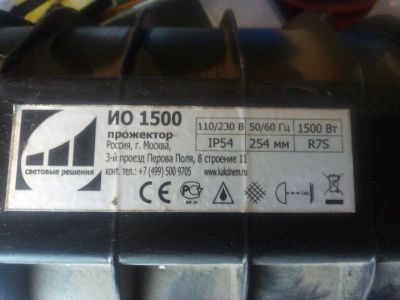 ИО 1500
прожектор
Россия, г. Москва,
3-й проезд Перова Поля, 8 строение 11
конт. тел.: +7 (499) 500 9705
www.kakdnem.ru
световые решения
110/230 В 50/60 Гц 1500 Вт
IP54 254 мм R7S
CE